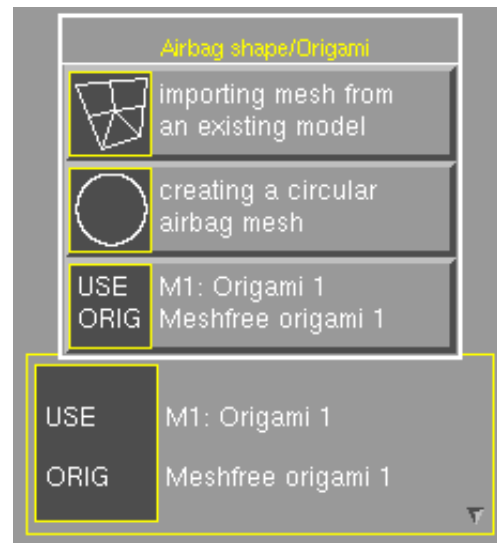 Airbag shape/Origami
importing mesh from
an existing model
creating a circular
airbag mesh
USE M1: Origami 1
ORIG Meshfree origami 1
USE M1: Origami 1
ORIG Meshfree origami 1